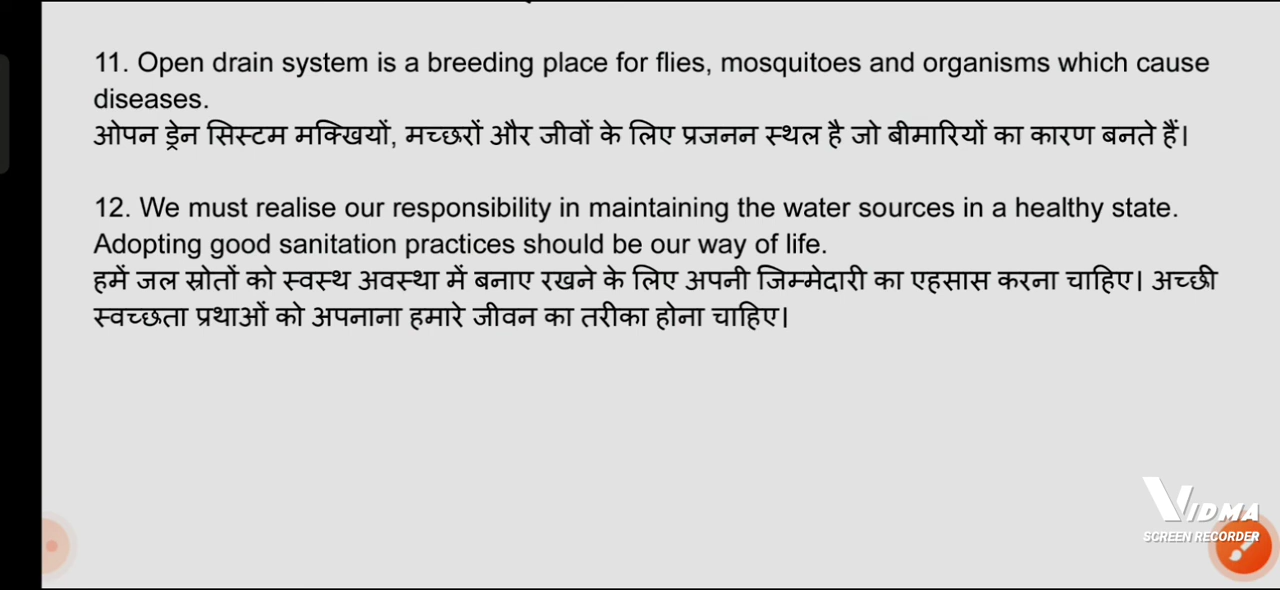 11. Open drain system is a breeding place for flies, mosquitoes and organisms which cause
diseases.
ओपन ड्रेन सिस्टम मक्खियों, मच्छरों और जीवों के लिए प्रजनन स्थल है जो बीमारियों का कारण बनते हैं।
12. We must realise our responsibility in maintaining the water sources in a healthy state.
Adopting good sanitation practices should be our way of life.
हमें जल स्रोतों को स्वस्थ अवस्था में बनाए रखने के लिए अपनी जिम्मेदारी का एहसास करना चाहिए। अच्छी
स्वच्छता प्रथाओं को अपनाना हमारे जीवन का तरीका होना चाहिए।
VIDMA
SCREEN RECORDER